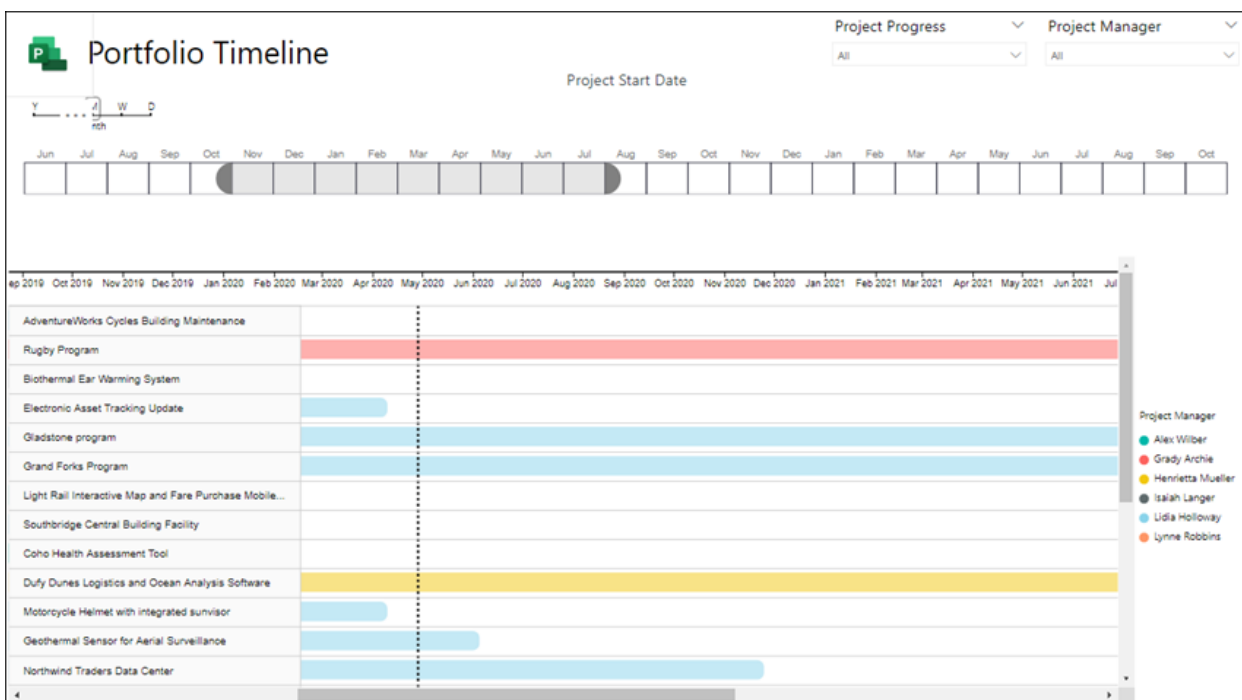 Project Progress Project Manager
P Portfolio Timeline
All All
Project Start Date
Y M W D
nth
Jun Jul Aug Sep Oct Nov Dec Jan Feb Mar Apr May Jun Jul Aug Sep Oct Nov Dec Jan Feb Mar Apr May Jun Jul Aug Sep Oct
ep 2019 Oct 2019 Nov 2019 Dec 2019 Jan 2020 Feb 2020 Mar 2020 Apr 2020 May 2020 Jun 2020 Jul 2020 Aug 2020 Sep 2020 Oct 2020 Nov 2020 Dec 2020 Jan 2021 Feb 2021 Mar 2021 Apr 2021 May 2021 Jun 2021 Jul
AdventureWorks Cycles Building Maintenance
Rugby Program
Biothermal Ear Warming System
Electronic Asset Tracking Update
Gladstone program
Grand Forks Program
Light Rail Interactive Map and Fare Purchase Mobile...
Southbridge Central Building Facility
Coho Health Assessment Tool
Dufy Dunes Logistics and Ocean Analysis Software
Motorcycle Helmet with integrated sunvisor
Geothermal Sensor for Aerial Surveillance
Northwind Traders Data Center
Project Manager
Alex Wilber
Grady Archie
Henrietta Mueller
Isaiah Langer
Lidia Holloway
Lynne Robbins